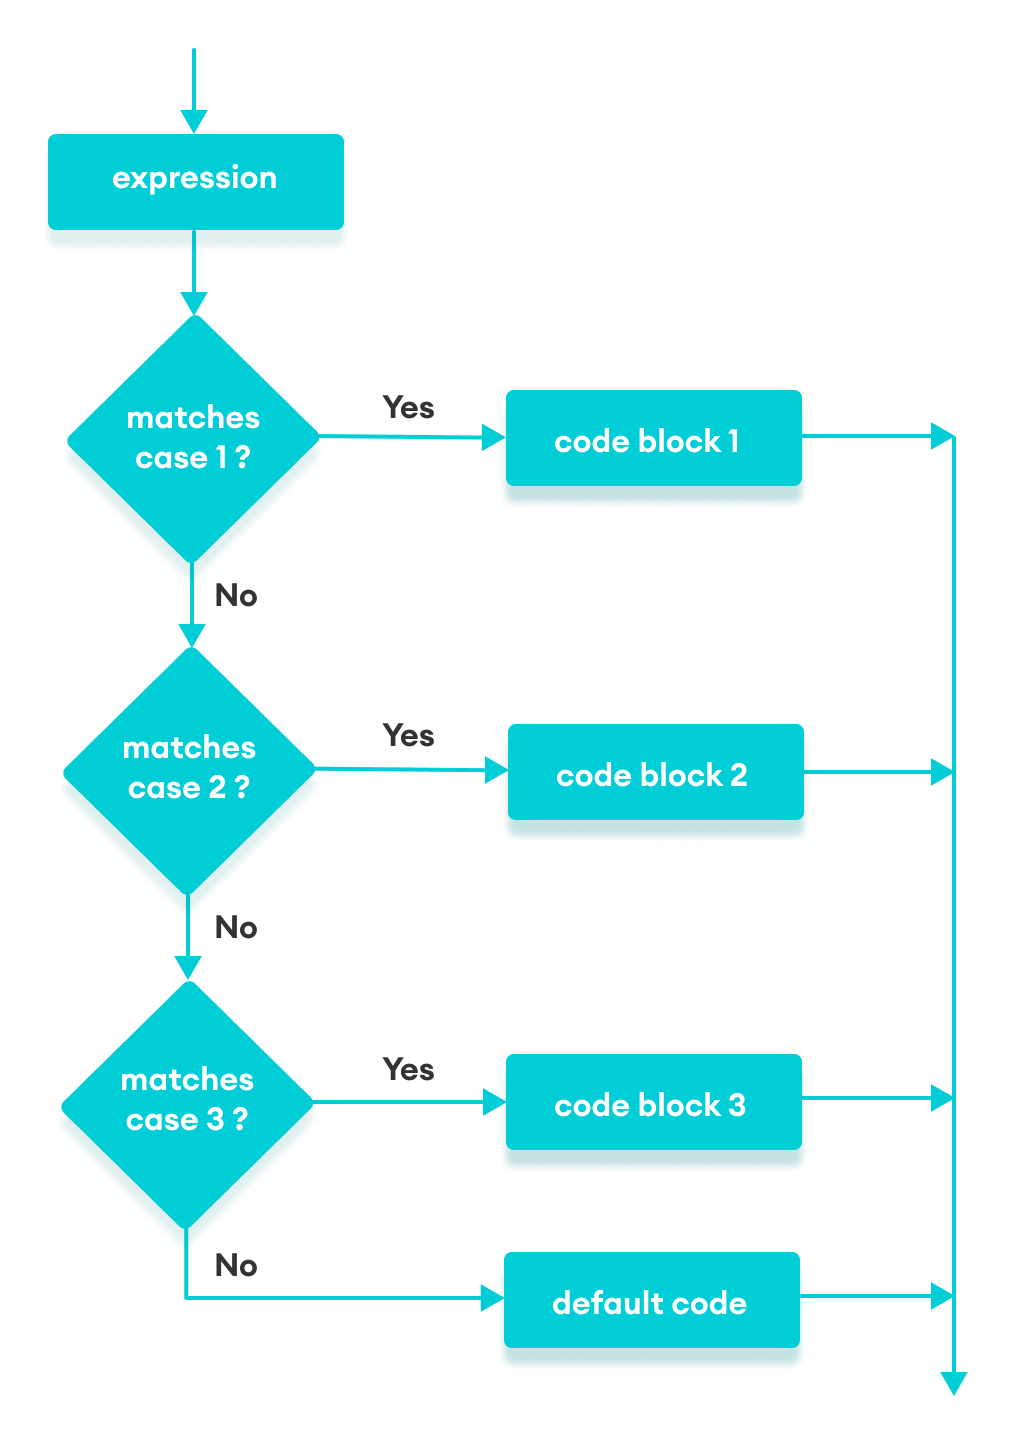 expression
matches
case 1 ?
Yes
code block 1
No
matches
case 2 ?
Yes
code block 2
No
matches
case 3 ?
Yes
code block 3
No
default code